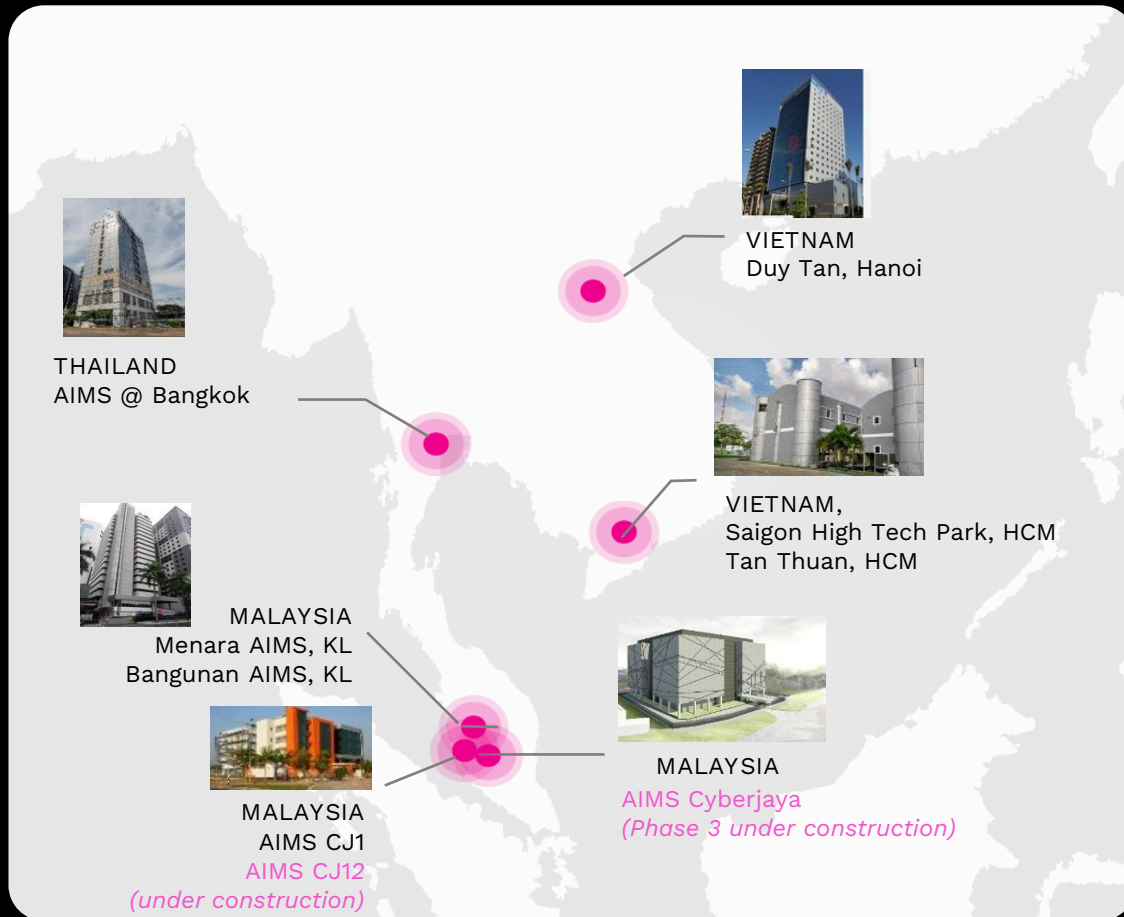 VIETNAM
Duy Tan, Hanoi
THAILAND
AIMS @ Bangkok
VIETNAM,
Saigon High Tech Park, HCM
Tan Thuan, HCM
MALAYSIA
Menara AIMS, KL
Bangunan AIMS, KL
MALAYSIA
AIMS Cyberjaya
(Phase 3 under construction)
MALAYSIA
AIMS CJ1
AIMS CJ12
(under construction)